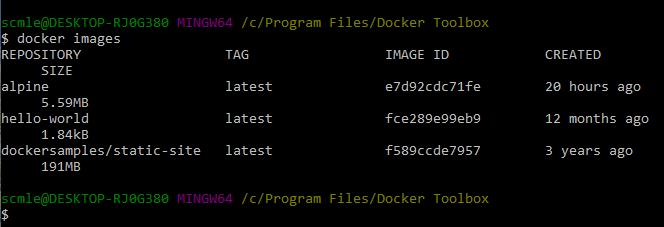 scmle@DESKTOP-RJ0G380 MINGW64 /c/Program Files/Docker Toolbox
$ docker images
REPOSITORY TAG IMAGE ID CREATED
SIZE
alpine latest e7d92cdc71fe 20 hours ago
5.59MB
hello-world latest fce289e99eb9 12 months ago
1.84kB
dockersamples/static-site latest f589ccde7957 3 years ago
191MB
scmle@DESKTOP-RJ0G380 MINGW64 /c/Program Files/Docker Toolbox
$